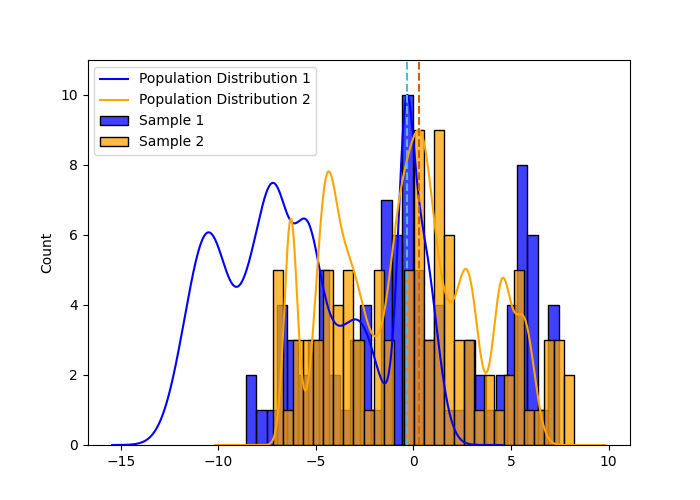 Population Distribution 1
Population Distribution 2
Sample 1
Sample 2
Count
10
8
6
4
2
0
−15
−10
−5
0
5
10